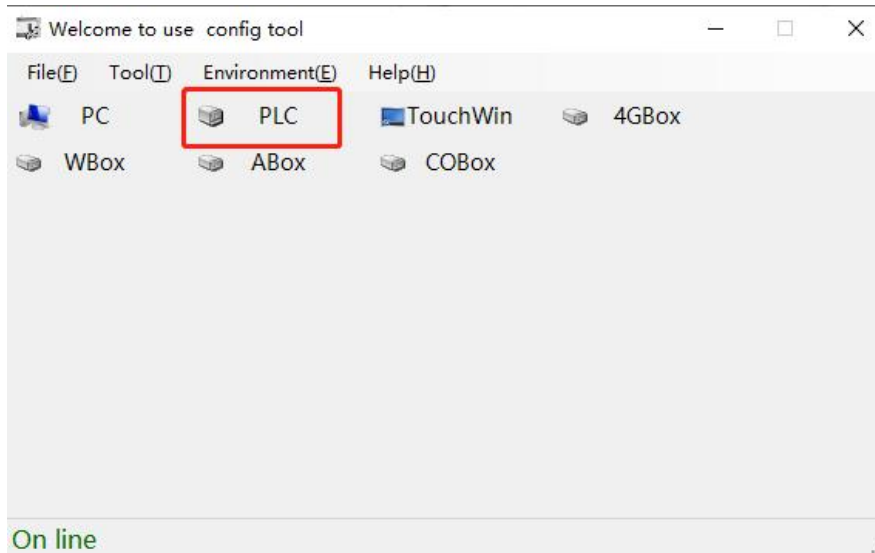 Welcome to use config tool
File(F) Tool(T) Environment(E) Help(H)
PC PLC TouchWin 4GBox
WBox ABox COBox
On line